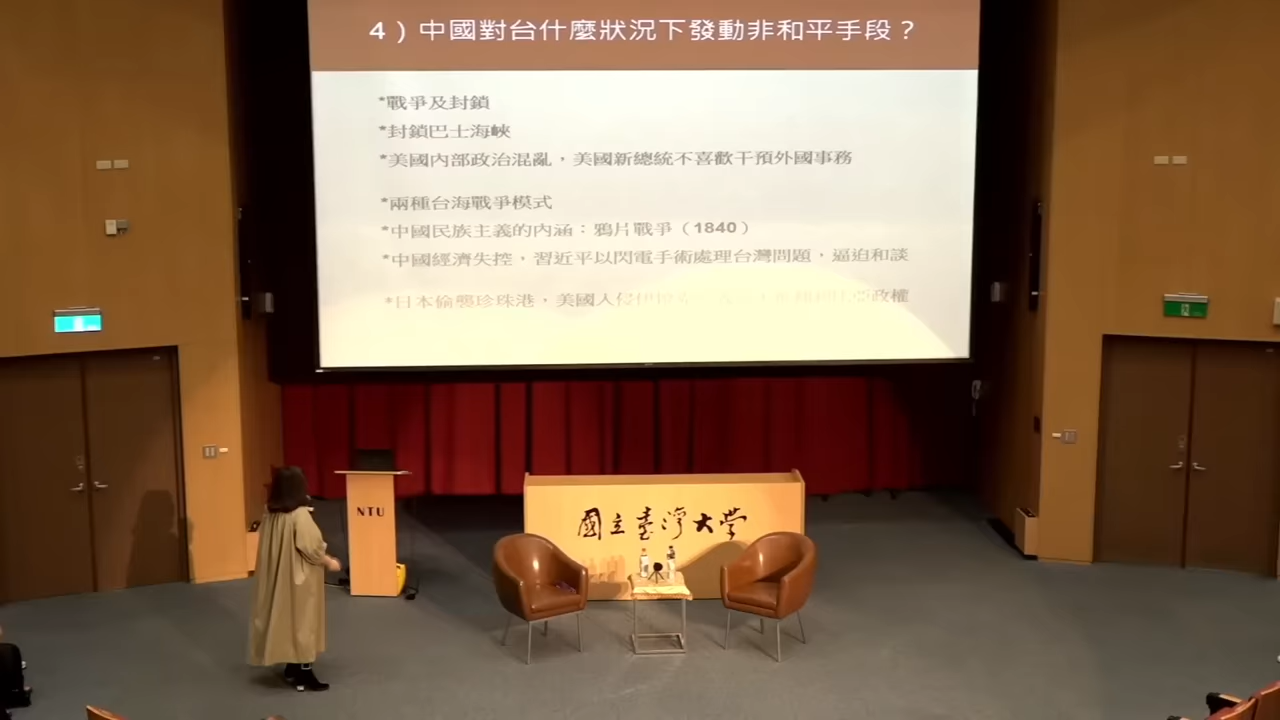 4）中國對台什麼狀況下發動非和平手段？
*戰爭及封鎖
*封鎖巴士海峽
*美國內部政治混亂，美國新總統不喜歡干預外國事務
*兩種台海戰爭模式
*中國民族主義的內涵：鴉片戰爭（1840）
*中國經濟失控，習近平以閃電手術處理台灣問題，逼迫和談
*日本偷襲珍珠港，美國人侵伊拉克 政權
NTU
國立臺灣大學